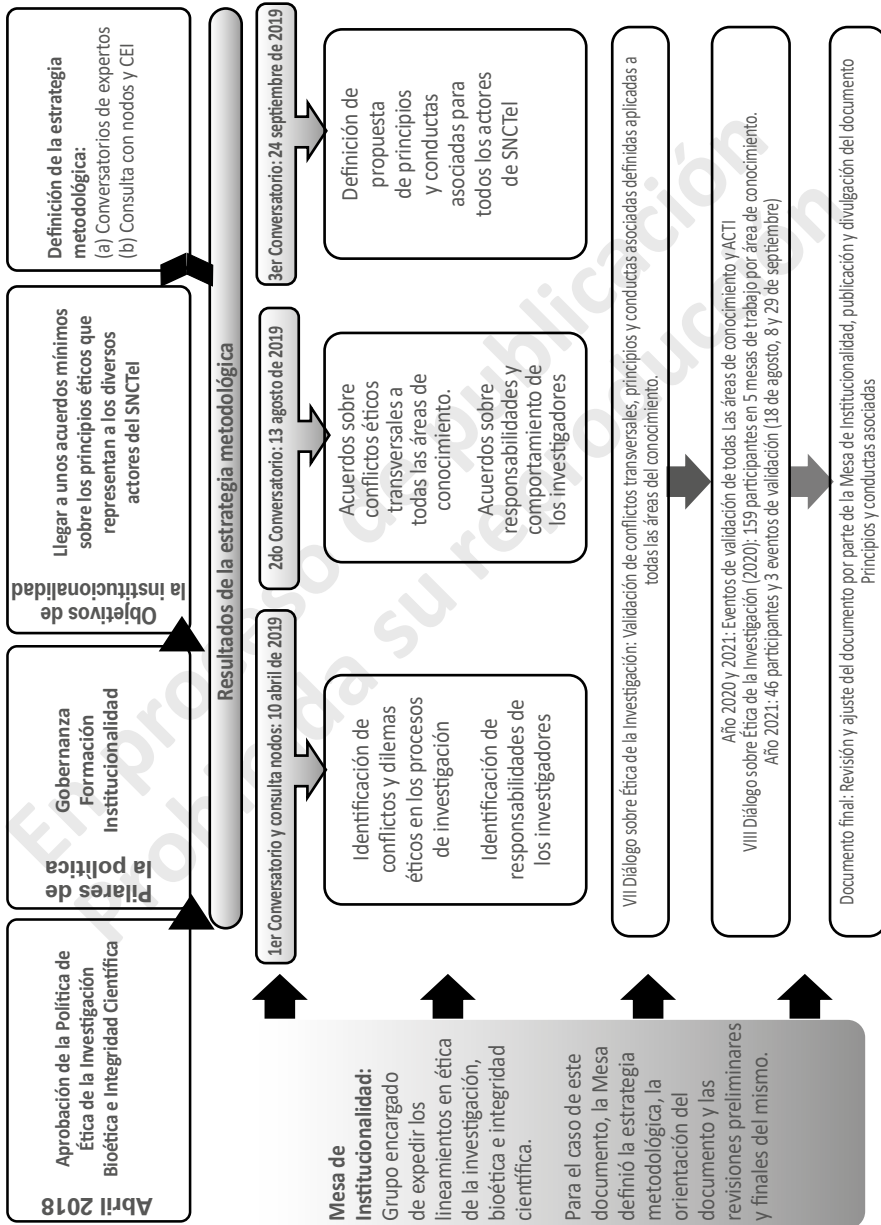 Abril 2018
Aprobación de la Política de
Ética de la Investigación
Bioética e Integridad Científica
Pilares de
la política
Gobernanza
Formación
Institucionalidad
Objetivos de
la institucionalidad
Llegar a unos acuerdos mínimos
sobre los principios éticos que
representan a los diversos
actores del SNCTeI
Definición de la estrategia
metodológica:
(a) Conversatorios de expertos
(b) Consulta con nodos y CEI
Resultados de la estrategia metodológica
Mesa de
Institucionalidad:
Grupo encargado
de expedir los
lineamientos en ética
de la investigación,
bioética e integridad
científica.
Para el caso de este
documento, la Mesa
definió la estrategia
metodológica, la
orientación del
documento y las
revisiones preliminares
y finales del mismo.
1er Conversatorio y consulta nodos: 10 abril de 2019
Identificación de
conflictos y dilemas
éticos en los procesos
de investigación
Identificación de
responsabilidades de
los investigadores
2do Conversatorio: 13 agosto de 2019
Acuerdos sobre
conflictos éticos
transversales a
todas las áreas de
conocimiento.
Acuerdos sobre
responsabilidades y
comportamiento de
los investigadores
3er Conversatorio: 24 septiembre de 2019
Definición de
propuesta
de principios
y conductas
asociadas para
todos los actores
de SNCTeI
VII Diálogo sobre Ética de la Investigación: Validación de conflictos transversales, principios y conductas asociadas definidas aplicadas a
todas las áreas del conocimiento.
Año 2020 y 2021: Eventos de validación de todas Las áreas de conocimiento y ACTI
VIII Diálogo sobre Ética de la Investigación (2020): 159 participantes en 5 mesas de trabajo por área de conocimiento.
Año 2021: 46 participantes y 3 eventos de validación (18 de agosto, 8 y 29 de septiembre)
Documento final: Revisión y ajuste del documento por parte de la Mesa de Institucionalidad, publicación y divulgación del documento
Principios y conductas asociadas
En proceso de publicación
Prohibida su reproducción